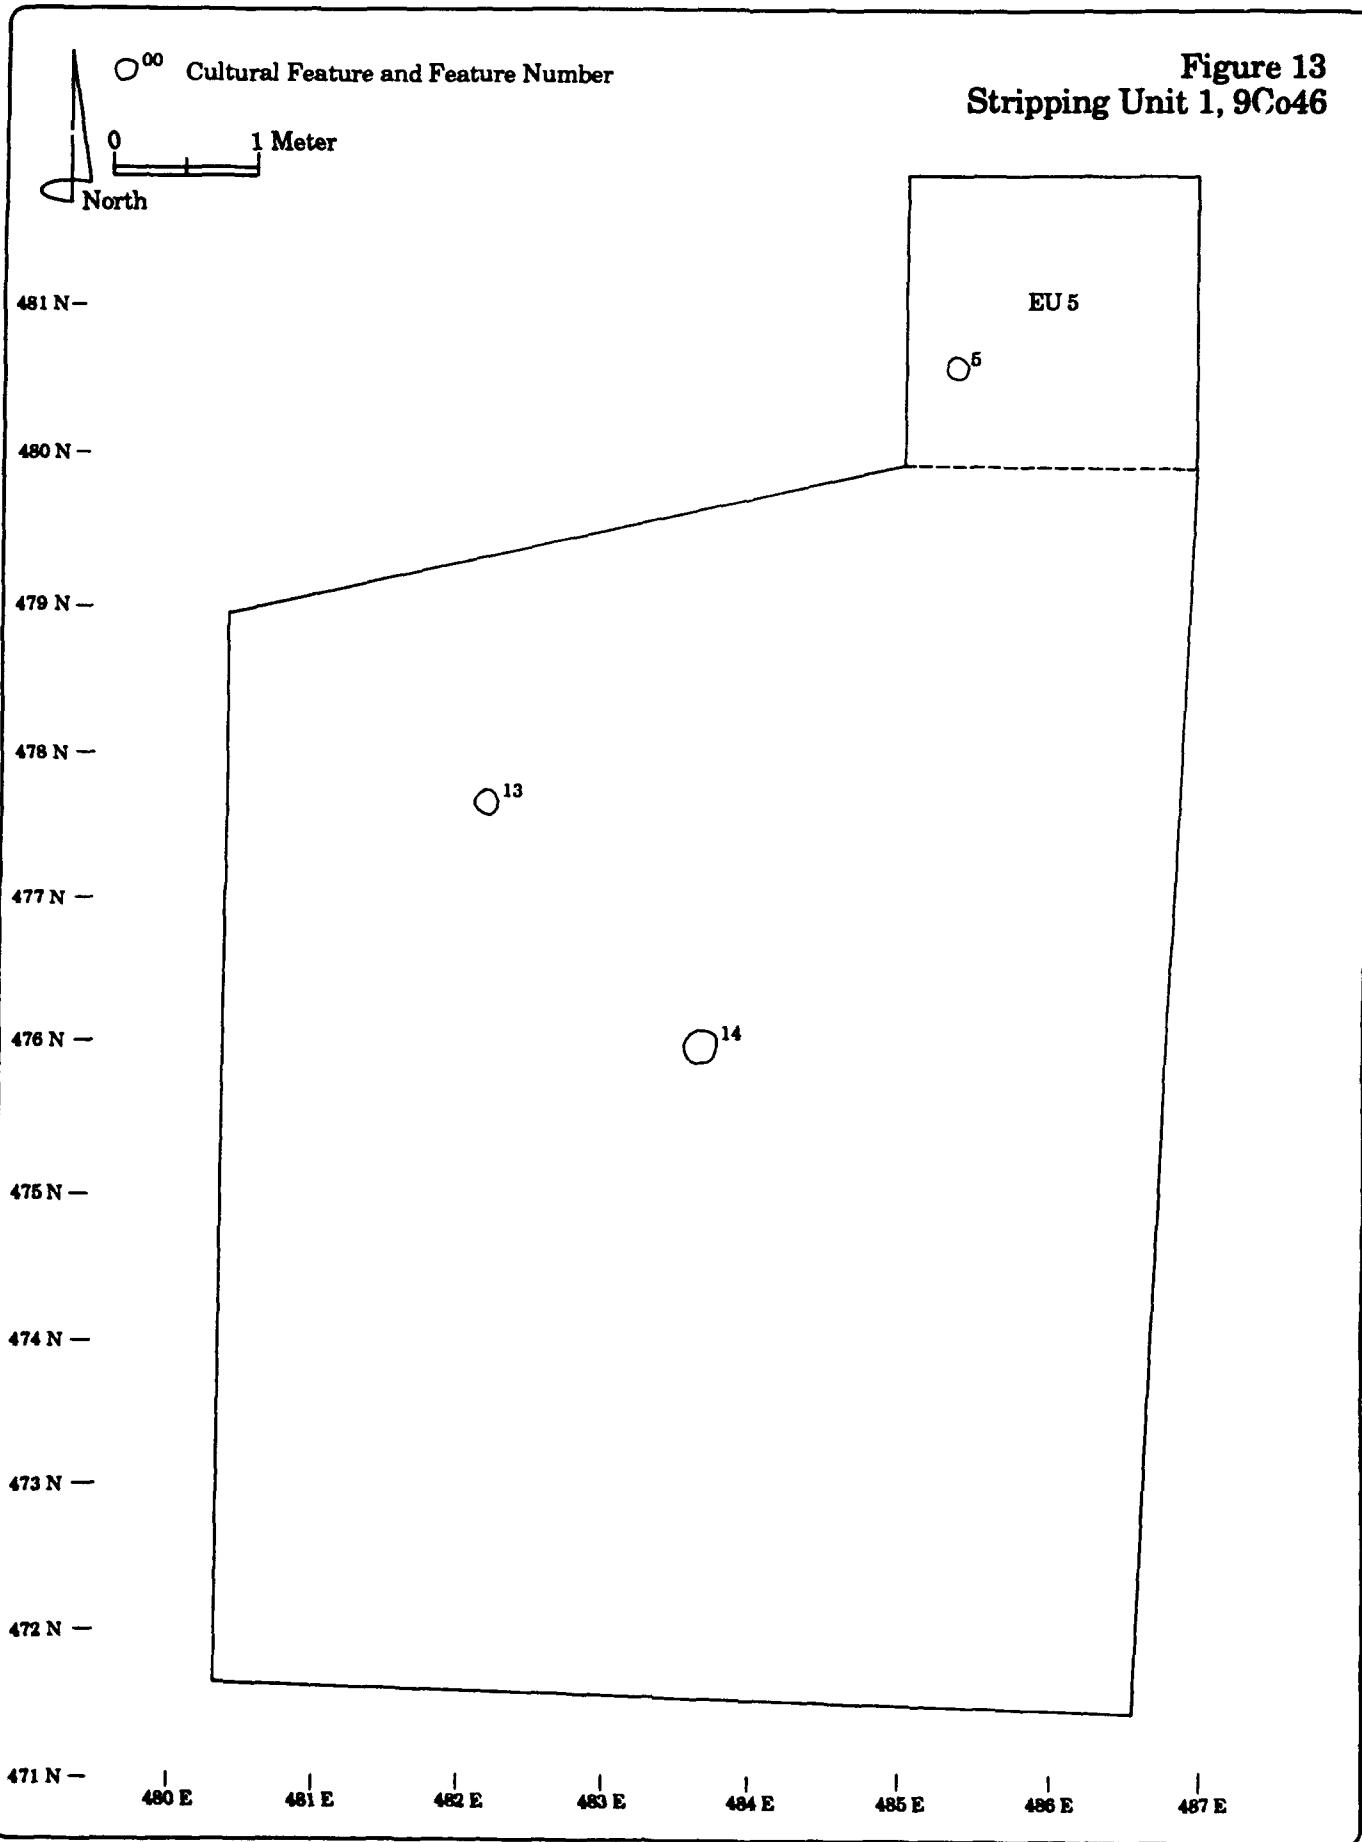 Figure 13
Stripping Unit 1, 9Co46
00 Cultural Feature and Feature Number
0 1 Meter
North
481 N
EU 5
5
480 N
479 N
478 N
13
477 N
476 N
14
475 N
474 N
473 N
472 N
471 N
480 E 481 E 482 E 483 E 484 E 485 E 486 E 487 E